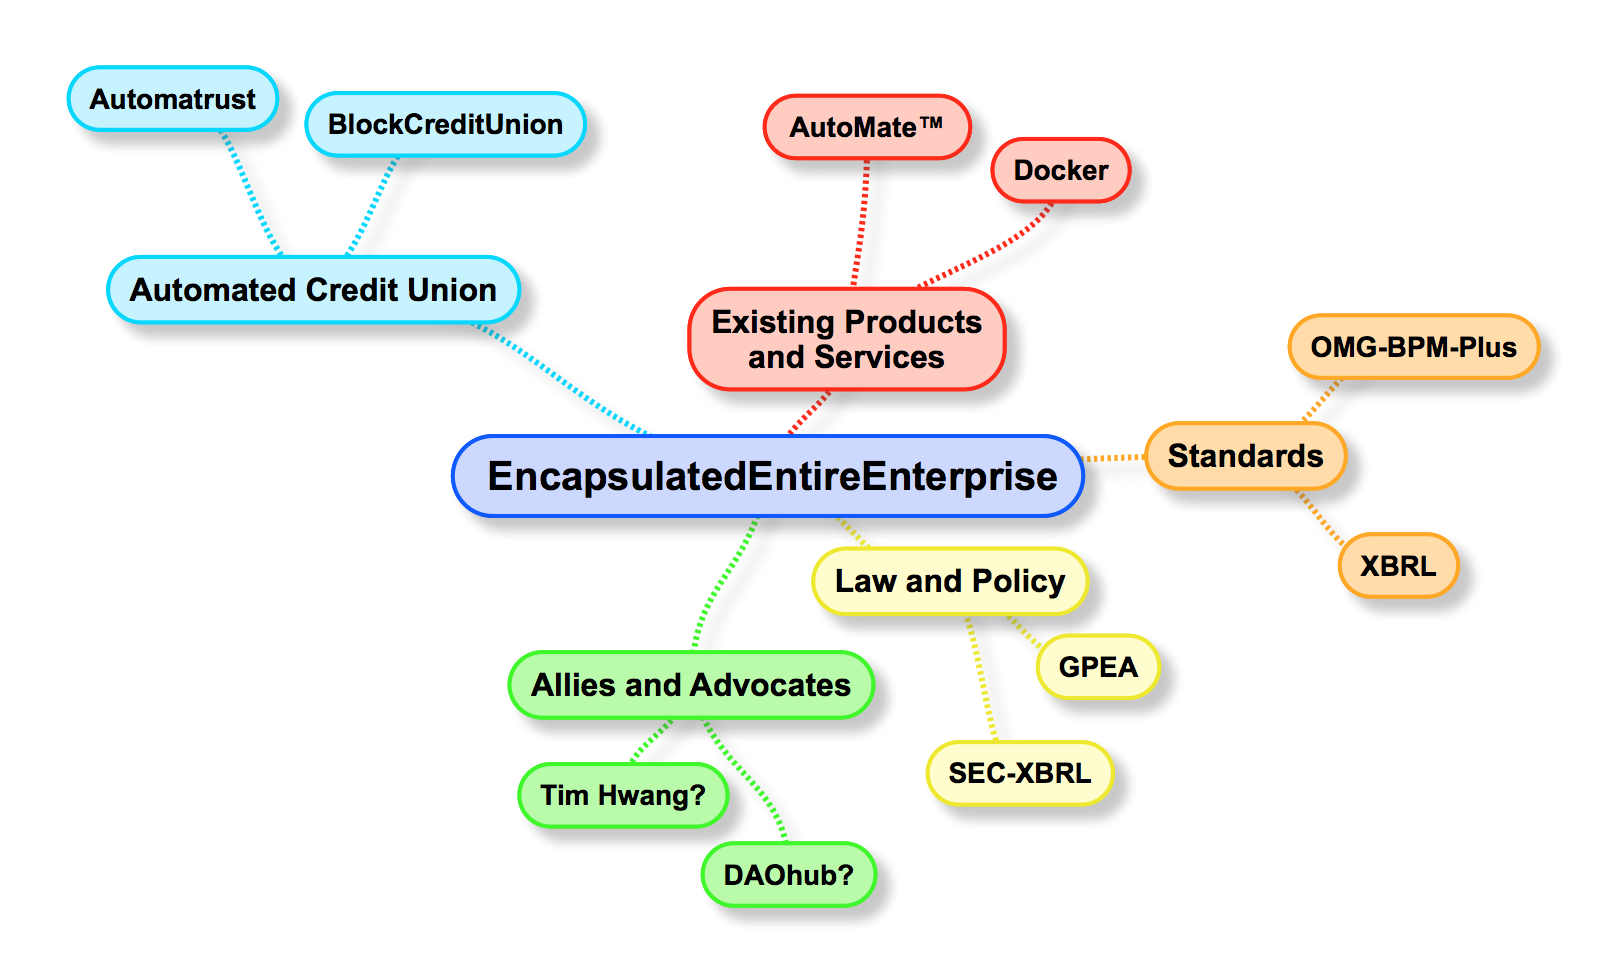 Automatrust
BlockCreditUnion
AutoMate™
Docker
Automated Credit Union
Existing Products
and Services
OMG-BPM-Plus
Standards
EncapsulatedEntireEnterprise
XBRL
Law and Policy
GPEA
Allies and Advocates
SEC-XBRL
Tim Hwang?
DAOhub?